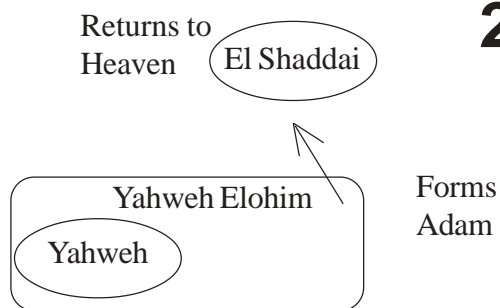 Returns to
Heaven
El Shaddai
2
Yahweh Elohim
Yahweh
Forms
Adam